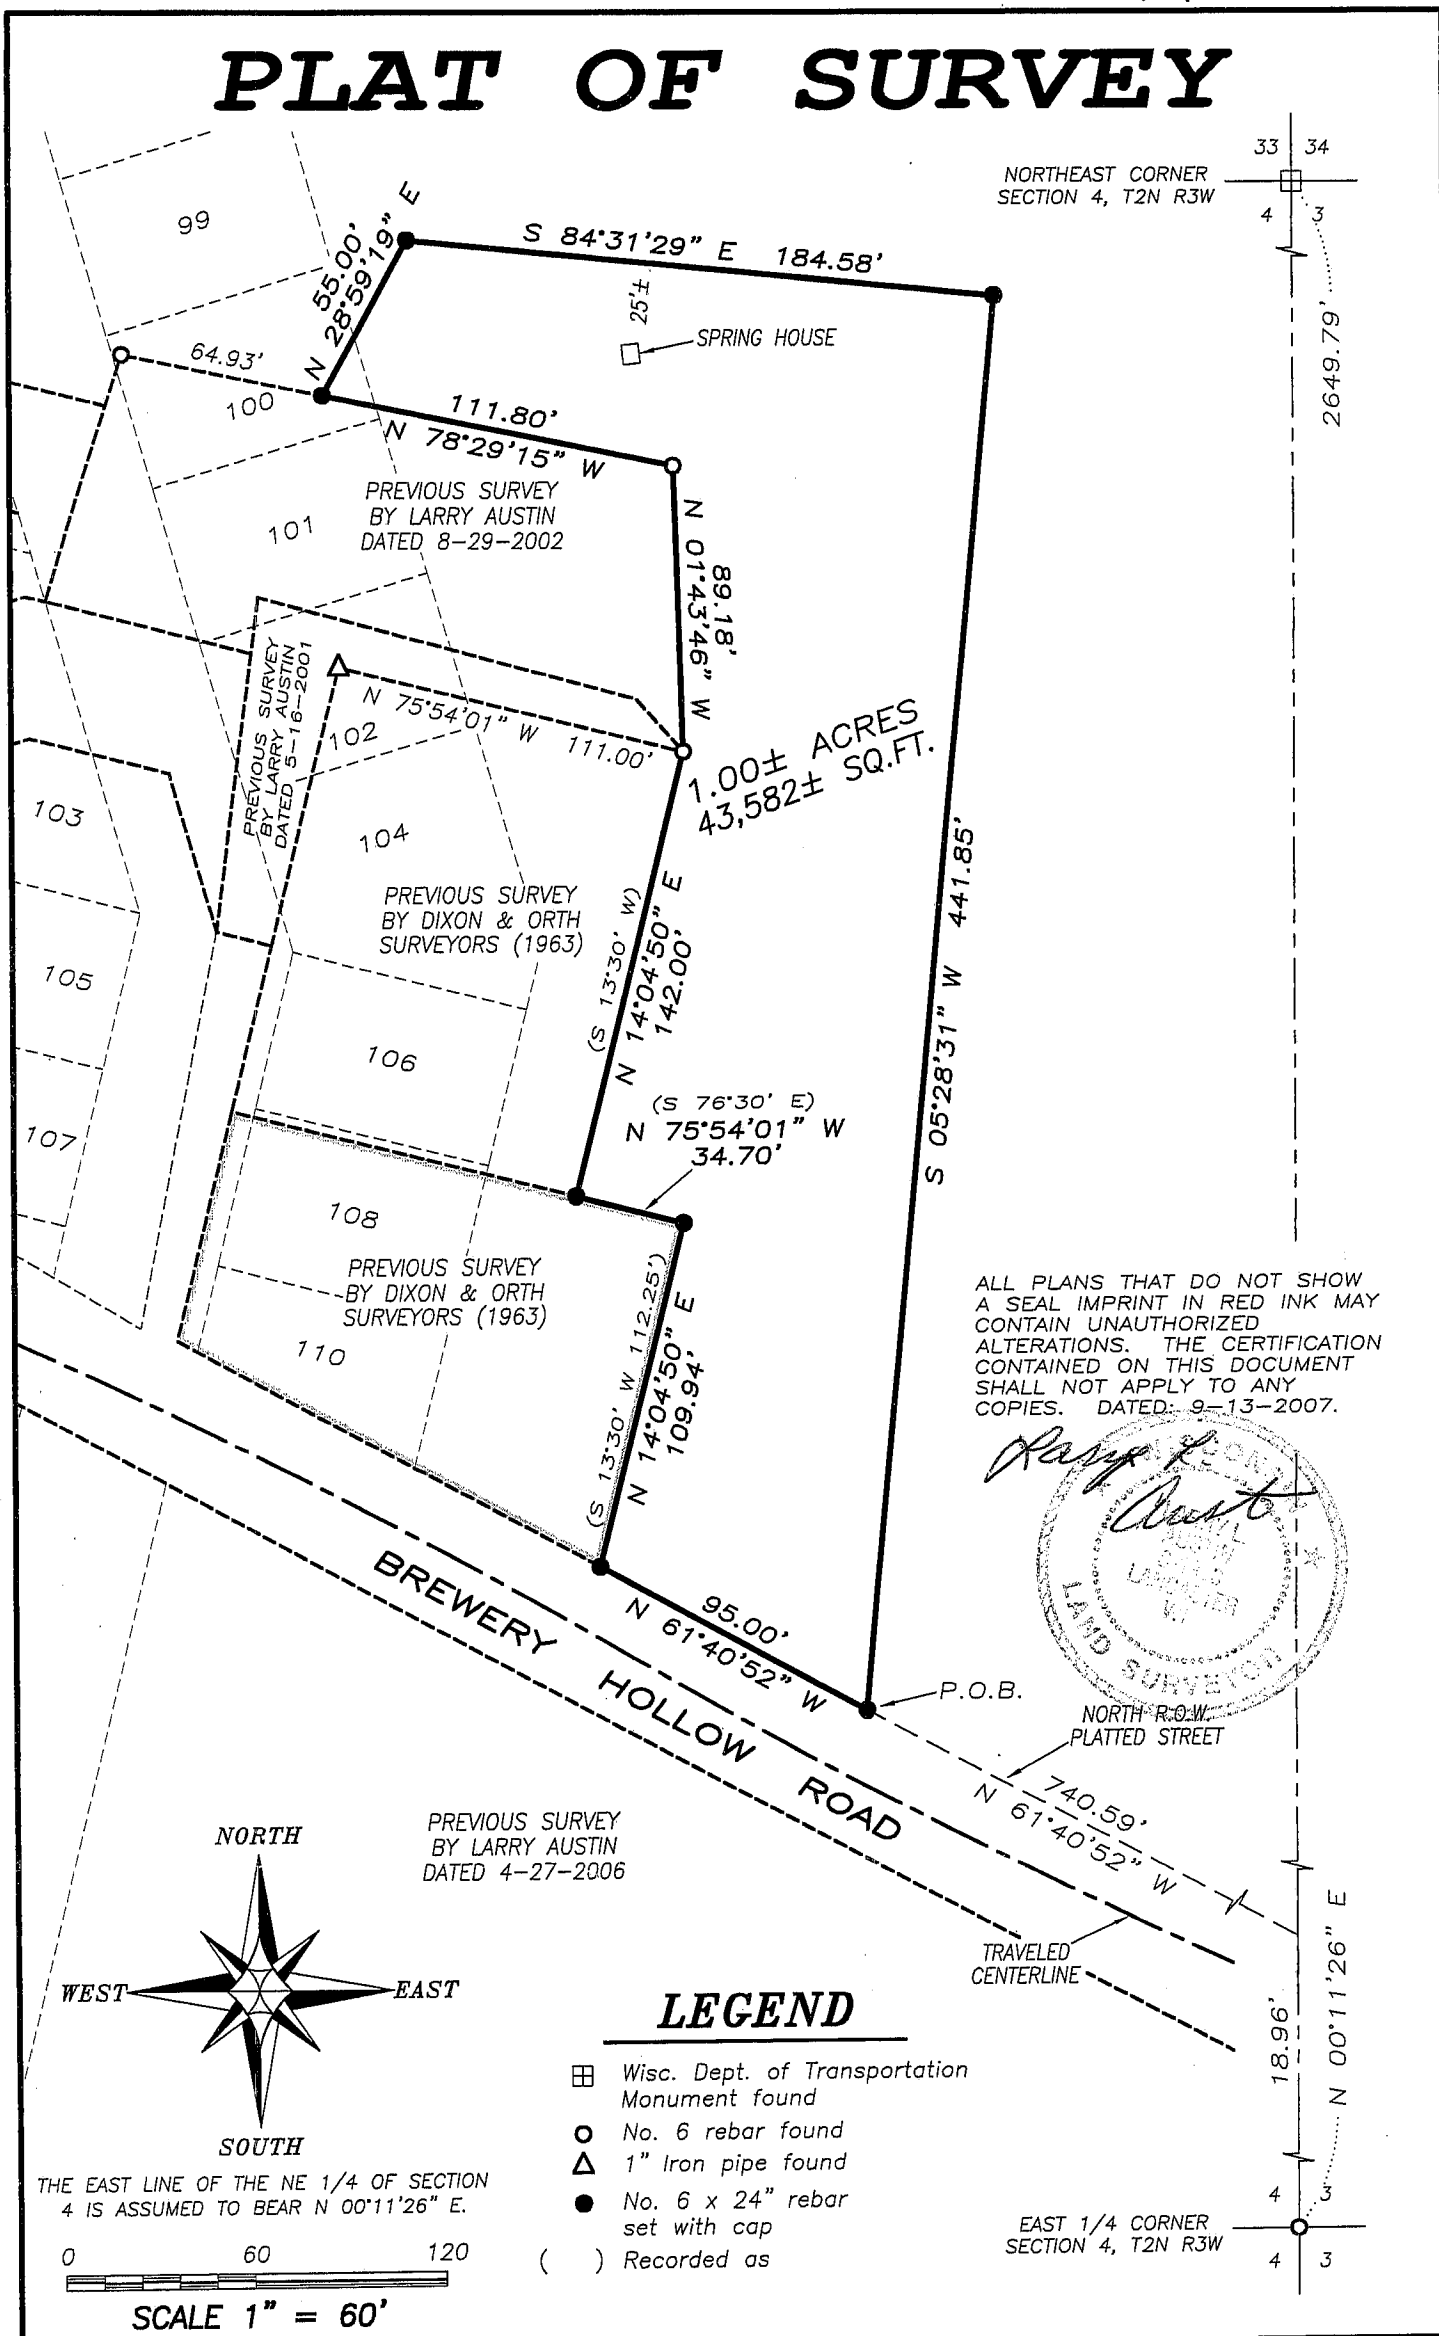 PLAT OF SURVEY
33 34
NORTHEAST CORNER
SECTION 4, T2N R3W
4 3
2649.79'
99
N 28°59'19" E
55.00'
S 84°31'29" E 184.58'
25'±
SPRING HOUSE
64.93'
100
111.80'
N 78°29'15" W
PREVIOUS SURVEY
BY LARRY AUSTIN
DATED 8-29-2002
101
N 01°43'46" W
89.18'
PREVIOUS SURVEY
BY LARRY AUSTIN
DATED 5-16-2001
N 75°54'01" W 111.00'
102
1.00± ACRES
43,582± SQ.FT.
103
104
PREVIOUS SURVEY
BY DIXON & ORTH
SURVEYORS (1963)
(S 13°30' W)
N 14°04'50" E
142.00'
S 05°28'31" W 441.85'
105
106
(S 76°30' E)
N 75°54'01" W
34.70'
107
108
PREVIOUS SURVEY
BY DIXON & ORTH
SURVEYORS (1963)
110
(S 13°30' W 112.25')
N 14°04'50" E
109.94'
ALL PLANS THAT DO NOT SHOW
A SEAL IMPRINT IN RED INK MAY
CONTAIN UNAUTHORIZED
ALTERATIONS. THE CERTIFICATION
CONTAINED ON THIS DOCUMENT
SHALL NOT APPLY TO ANY
COPIES. DATED: 9-13-2007.
LAND SURVEYOR
BREWERY HOLLOW ROAD
95.00'
N 61°40'52" W
P.O.B.
NORTH R.O.W.
PLATTED STREET
740.59'
N 61°40'52" W
PREVIOUS SURVEY
BY LARRY AUSTIN
DATED 4-27-2006
NORTH
WEST
EAST
SOUTH
TRAVELED
CENTERLINE
18.96'
N 00°11'26" E
THE EAST LINE OF THE NE 1/4 OF SECTION
4 IS ASSUMED TO BEAR N 00°11'26" E.
0 60 120
SCALE 1" = 60'
LEGEND
Wisc. Dept. of Transportation
Monument found
No. 6 rebar found
1" Iron pipe found
No. 6 x 24" rebar
set with cap
( ) Recorded as
4 3
EAST 1/4 CORNER
SECTION 4, T2N R3W
4 3